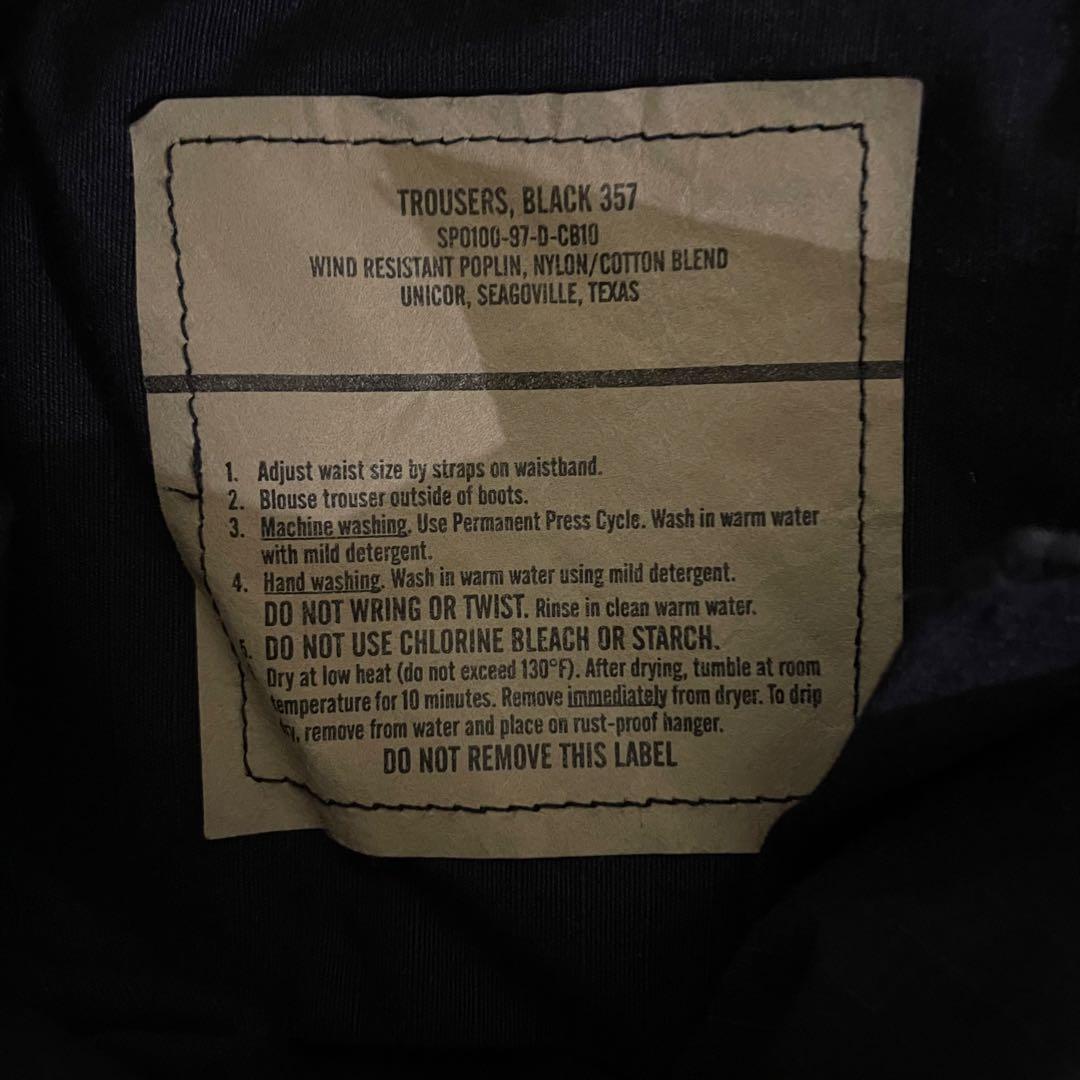 TROUSERS, BLACK 357
SPO100-97-D-CB10
WIND RESISTANT POPLIN, NYLON/COTTON BLEND
UNICOR, SEAGOVILLE, TEXAS
1. Adjust waist size by straps on waistband.
2. Blouse trouser outside of boots.
3. Machine washing. Use Permanent Press Cycle. Wash in warm water
with mild detergent.
4. Hand washing. Wash in warm water using mild detergent.
DO NOT WRING OR TWIST. Rinse in clean warm water.
5. DO NOT USE CHLORINE BLEACH OR STARCH.
Dry at low heat (do not exceed 130°F). After drying, tumble at room
temperature for 10 minutes. Remove immediately from dryer. To drip
remove from water and place on rust-proof hanger.
DO NOT REMOVE THIS LABEL